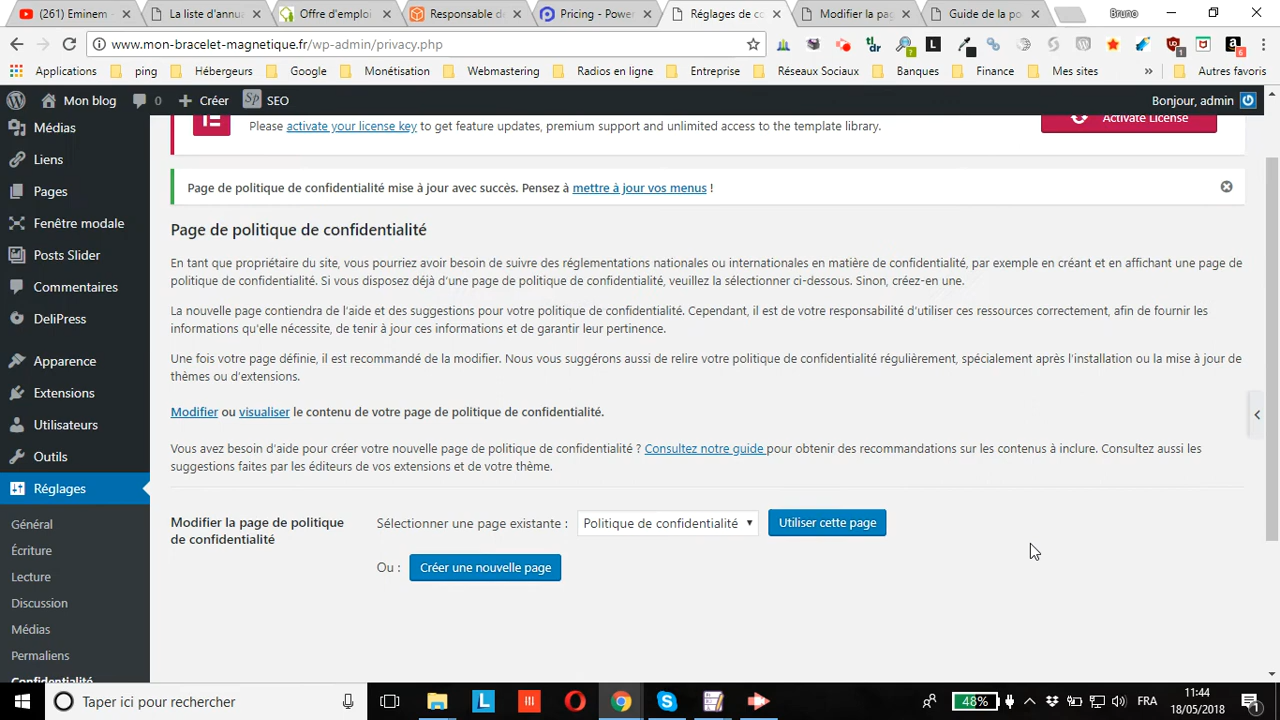 (261) Eminem -
La liste d'annu
Offre d'emploi
Responsable d
Pricing - Power
Réglages de co
Modifier la pag
Guide de la po
Bruno
www.mon-bracelet-magnetique.fr/wp-admin/privacy.php
tl;dr
L
1
a
6
Applications
ping
Hébergeurs
Google
Monétisation
Webmastering
Radios en ligne
Entreprise
Réseaux Sociaux
Banques
Finance
Mes sites
»
Autres favoris
Mon blog
0
Créer
Sp
SEO
Bonjour, admin
Médias
Liens
Pages
Fenêtre modale
Posts Slider
Commentaires
DeliPress
Apparence
Extensions
Utilisateurs
Outils
Réglages
Général
Écriture
Lecture
Discussion
Médias
Permaliens
Confidentialité
Please activate your license key to get feature updates, premium support and unlimited access to the template library.
Activate License
Page de politique de confidentialité mise à jour avec succès. Pensez à mettre à jour vos menus !
Page de politique de confidentialité
En tant que propriétaire du site, vous pourriez avoir besoin de suivre des réglementations nationales ou internationales en matière de confidentialité, par exemple en créant et en affichant une page de
politique de confidentialité. Si vous disposez déjà d'une page de politique de confidentialité, veuillez la sélectionner ci-dessous. Sinon, créez-en une.
La nouvelle page contiendra de l'aide et des suggestions pour votre politique de confidentialité. Cependant, il est de votre responsabilité d'utiliser ces ressources correctement, afin de fournir les
informations qu'elle nécessite, de tenir à jour ces informations et de garantir leur pertinence.
Une fois votre page définie, il est recommandé de la modifier. Nous vous suggérons aussi de relire votre politique de confidentialité régulièrement, spécialement après l'installation ou la mise à jour de
thèmes ou d'extensions.
Modifier ou visualiser le contenu de votre page de politique de confidentialité.
Vous avez besoin d'aide pour créer votre nouvelle page de politique de confidentialité ? Consultez notre guide pour obtenir des recommandations sur les contenus à inclure. Consultez aussi les
suggestions faites par les éditeurs de vos extensions et de votre thème.
Modifier la page de politique
de confidentialité
Sélectionner une page existante :
Politique de confidentialité
Utiliser cette page
Ou :
Créer une nouvelle page
Taper ici pour rechercher
L
48%
FRA
11:44
18/05/2018
1